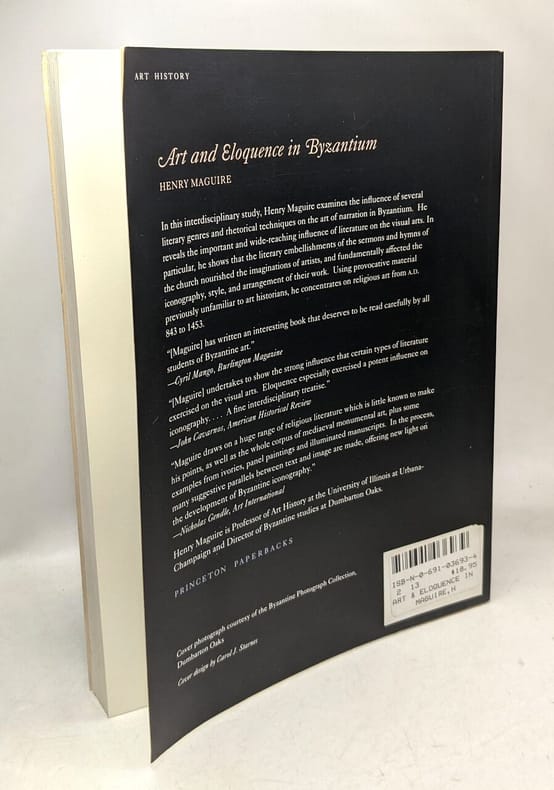 ART HISTORY
Art and Eloquence in Byzantium
HENRY MAGUIRE
In this interdisciplinary study, Henry Maguire examines the influence of several
literary genres and rhetorical techniques on the art of narration in Byzantium. He
reveals the important and wide-reaching influence of literature on the visual arts. In
particular, he shows that the literary embellishments of the sermons and hymns of
the church nourished the imaginations of artists, and fundamentally affected the
iconography, style, and arrangement of their work. Using provocative material
previously unfamiliar to art historians, he concentrates on religious art from A.D.
843 to 1453.
"[Maguire] has written an interesting book that deserves to be read carefully by all
students of Byzantine art."
—Cyril Mango, Burlington Magazine
"[Maguire] undertakes to show the strong influence that certain types of literature
exercised on the visual arts. Eloquence especially exercised a potent influence on
iconography. . . . A fine interdisciplinary treatise."
—John Cavarnos, American Historical Review
"Maguire draws on a huge range of religious literature which is little known to make
his points, as well as the whole corpus of mediaeval monumental art, plus some
examples from ivories, panel paintings and illuminated manuscripts. In the process,
many suggestive parallels between text and image are made, offering new light on
the development of Byzantine iconography."
—Nicholas Gendle, Art International
Henry Maguire is Professor of Art History at the University of Illinois at Urbana-
Champaign and Director of Byzantine studies at Dumbarton Oaks.
PRINCETON PAPERBACKS
Cover photograph courtesy of the Byzantine Photograph Collection,
Dumbarton Oaks
Cover design by Carol J. Starnes
ISB-N-0-691-03693-4
2 13 $18.95
ART & ELOQUENCE IN
MAGUIRE,H